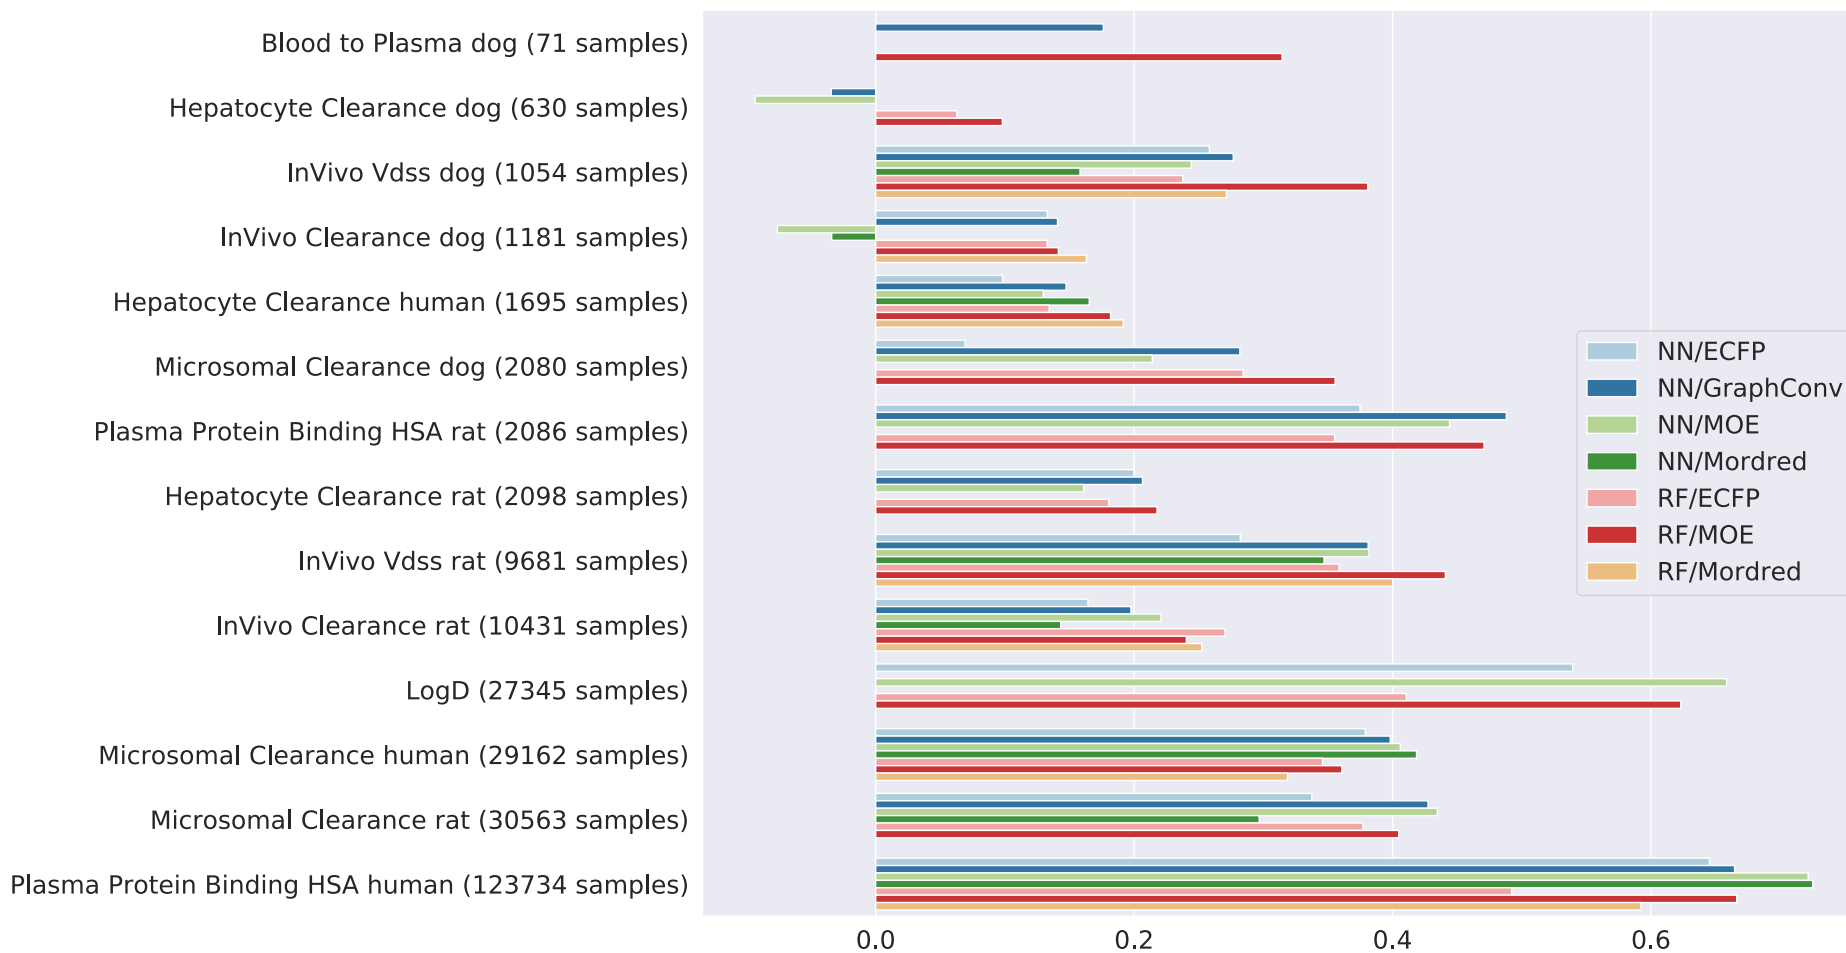 Blood to Plasma dog (71 samples)
Hepatocyte Clearance dog (630 samples)
InVivo Vdss dog (1054 samples)
InVivo Clearance dog (1181 samples)
Hepatocyte Clearance human (1695 samples)
Microsomal Clearance dog (2080 samples)
Plasma Protein Binding HSA rat (2086 samples)
Hepatocyte Clearance rat (2098 samples)
InVivo Vdss rat (9681 samples)
InVivo Clearance rat (10431 samples)
LogD (27345 samples)
Microsomal Clearance human (29162 samples)
Microsomal Clearance rat (30563 samples)
Plasma Protein Binding HSA human (123734 samples)
NN/ECFP
NN/GraphConv
NN/MOE
NN/Mordred
RF/ECFP
RF/MOE
RF/Mordred
0.0 0.2 0.4 0.6